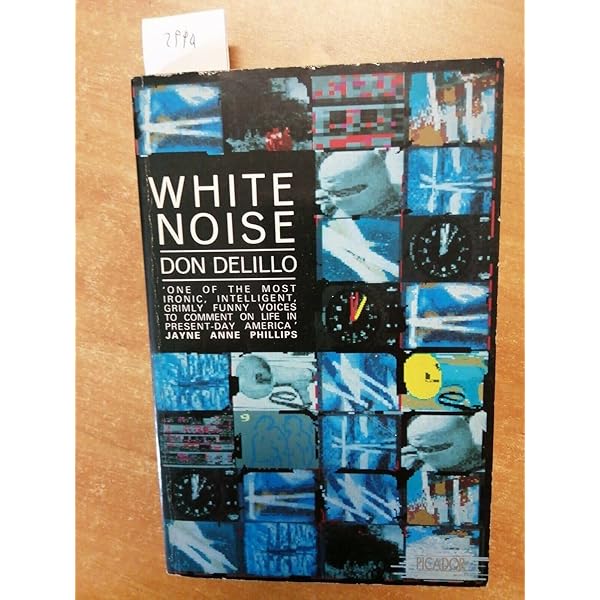 2994
WHITE
NOISE
DON DELILLO
'ONE OF THE MOST
IRONIC, INTELLIGENT,
GRIMLY FUNNY VOICES
TO COMMENT ON LIFE IN
PRESENT-DAY AMERICA'
JAYNE ANNE PHILLIPS
9
PICADOR